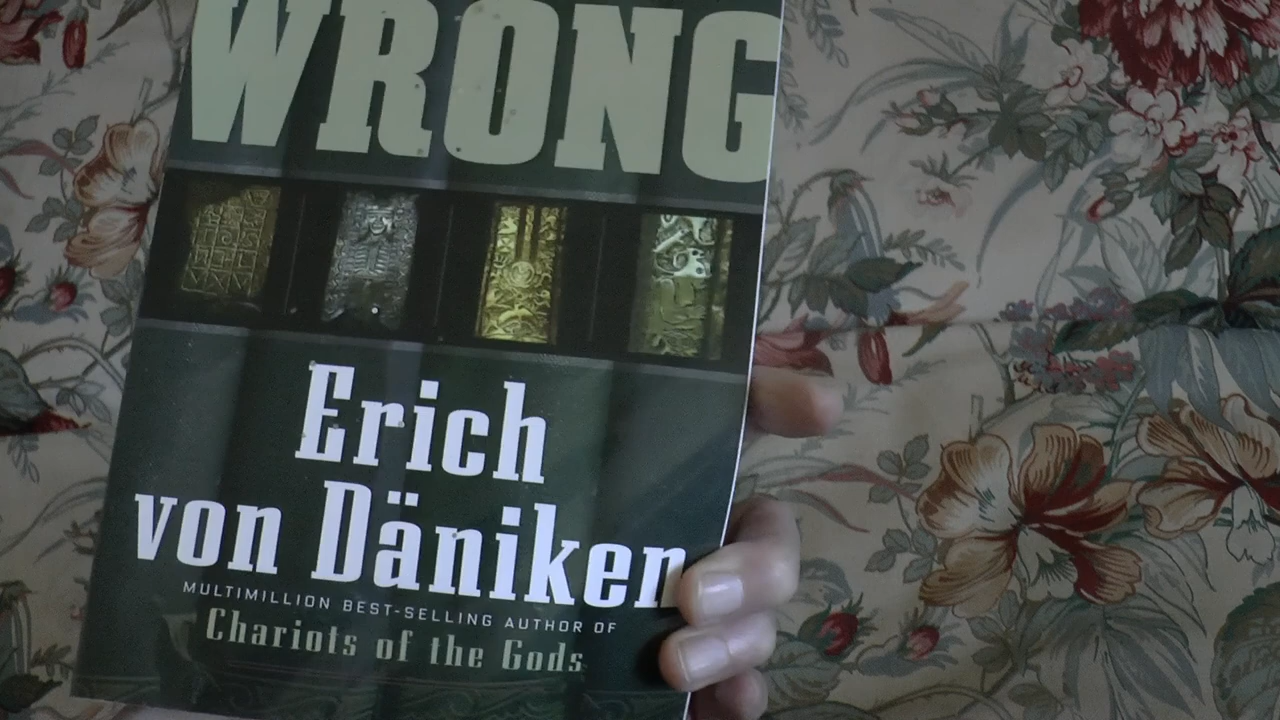 WRONG
Erich
von Däniken
MULTIMILLION BEST-SELLING AUTHOR OF
Chariots of the Gods